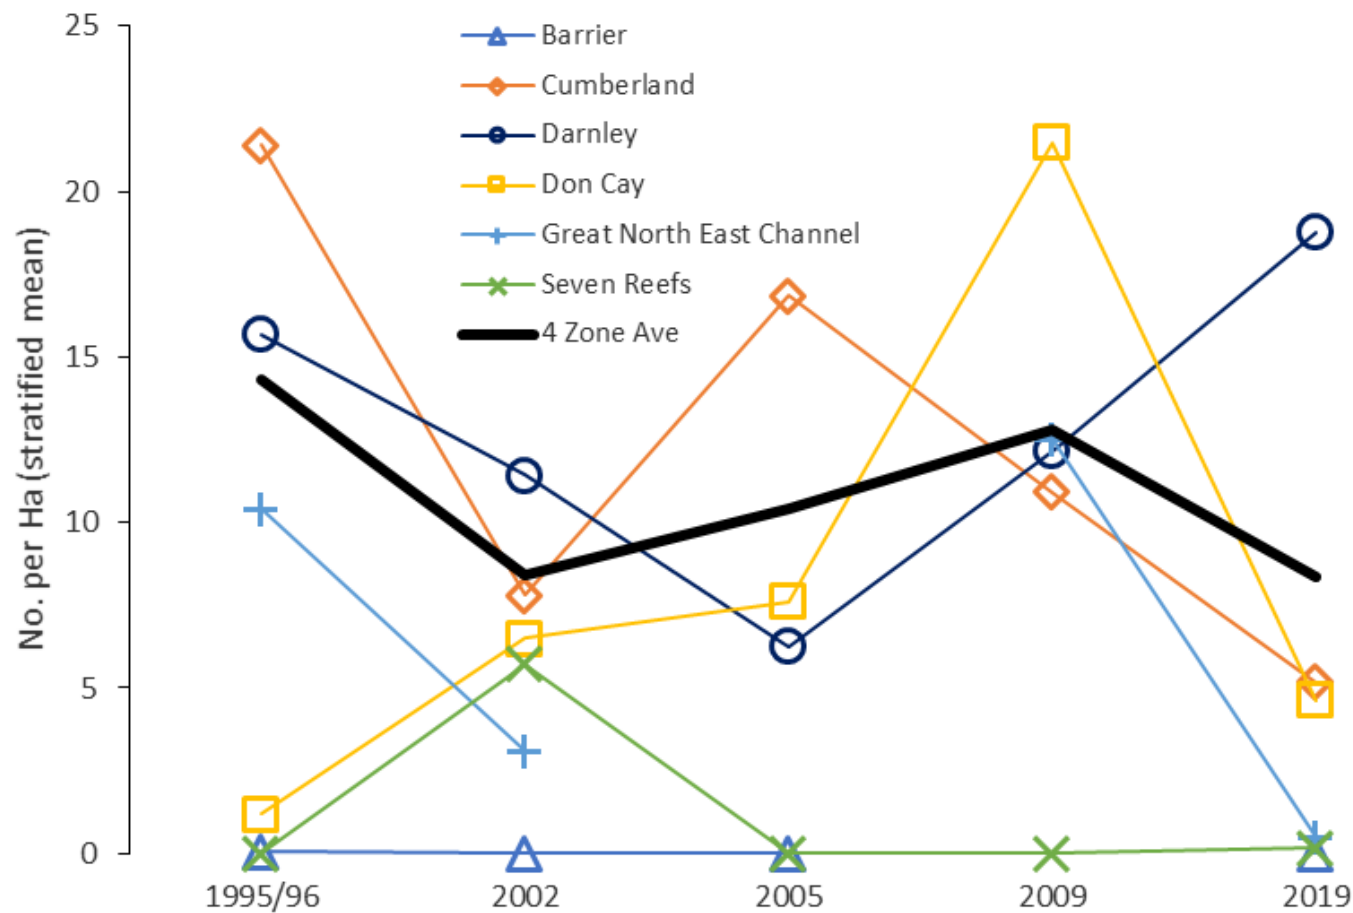 25
20
15
10
5
0
No. per Ha (stratified mean)
Barrier
Cumberland
Darnley
Don Cay
Great North East Channel
Seven Reefs
4 Zone Ave
1995/96 2002 2005 2009 2019